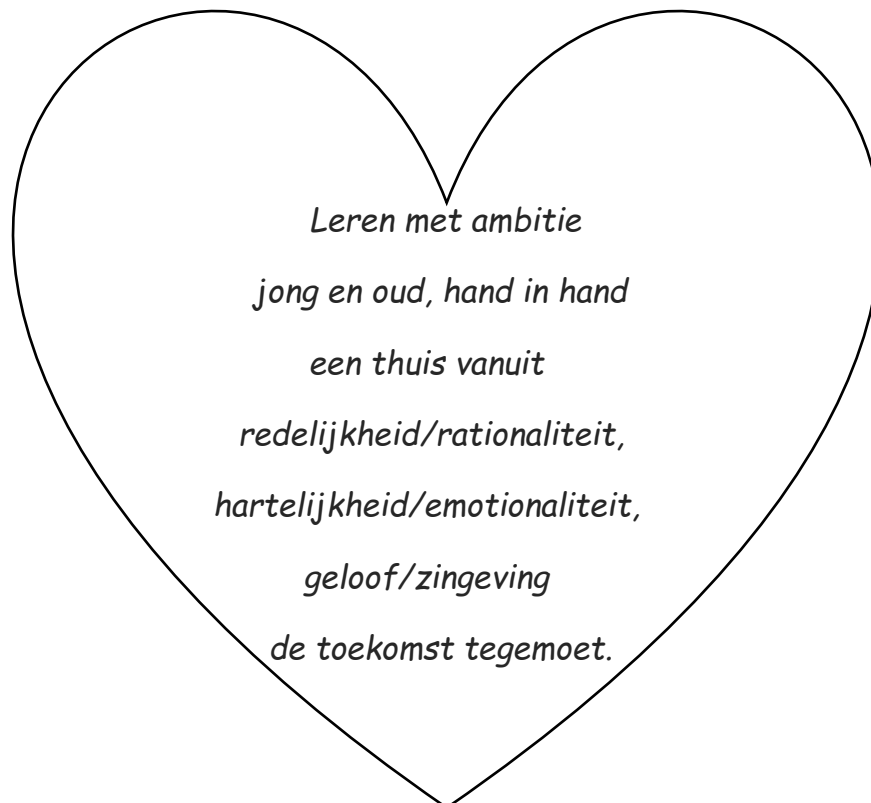 Leren met ambitie
jong en oud, hand in hand
een thuis vanuit
redelijkheid/rationaliteit,
hartelijkheid/emotionaliteit,
geloof/zingeving
de toekomst tegemoet.